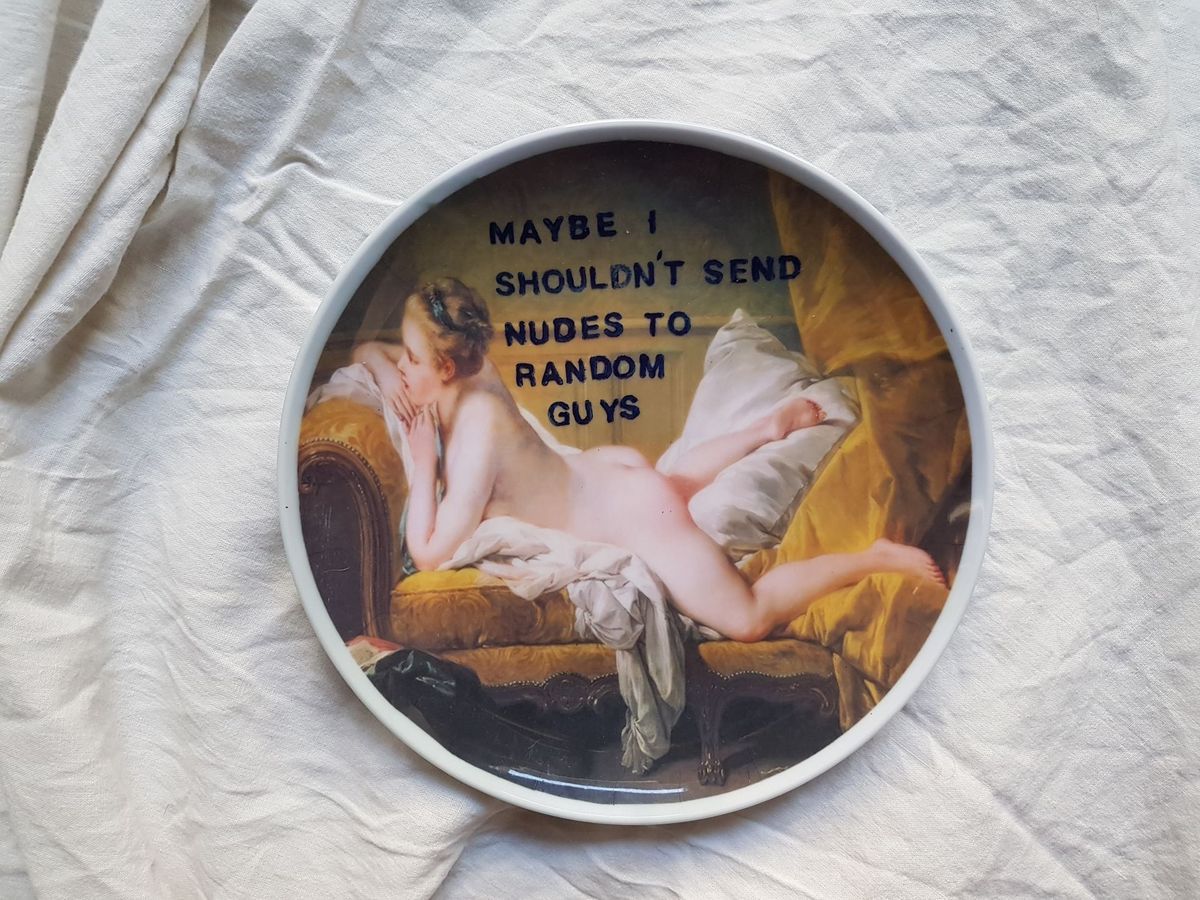 MAYBE I
SHOULDN'T SEND
NUDES TO
RANDOM
GUYS